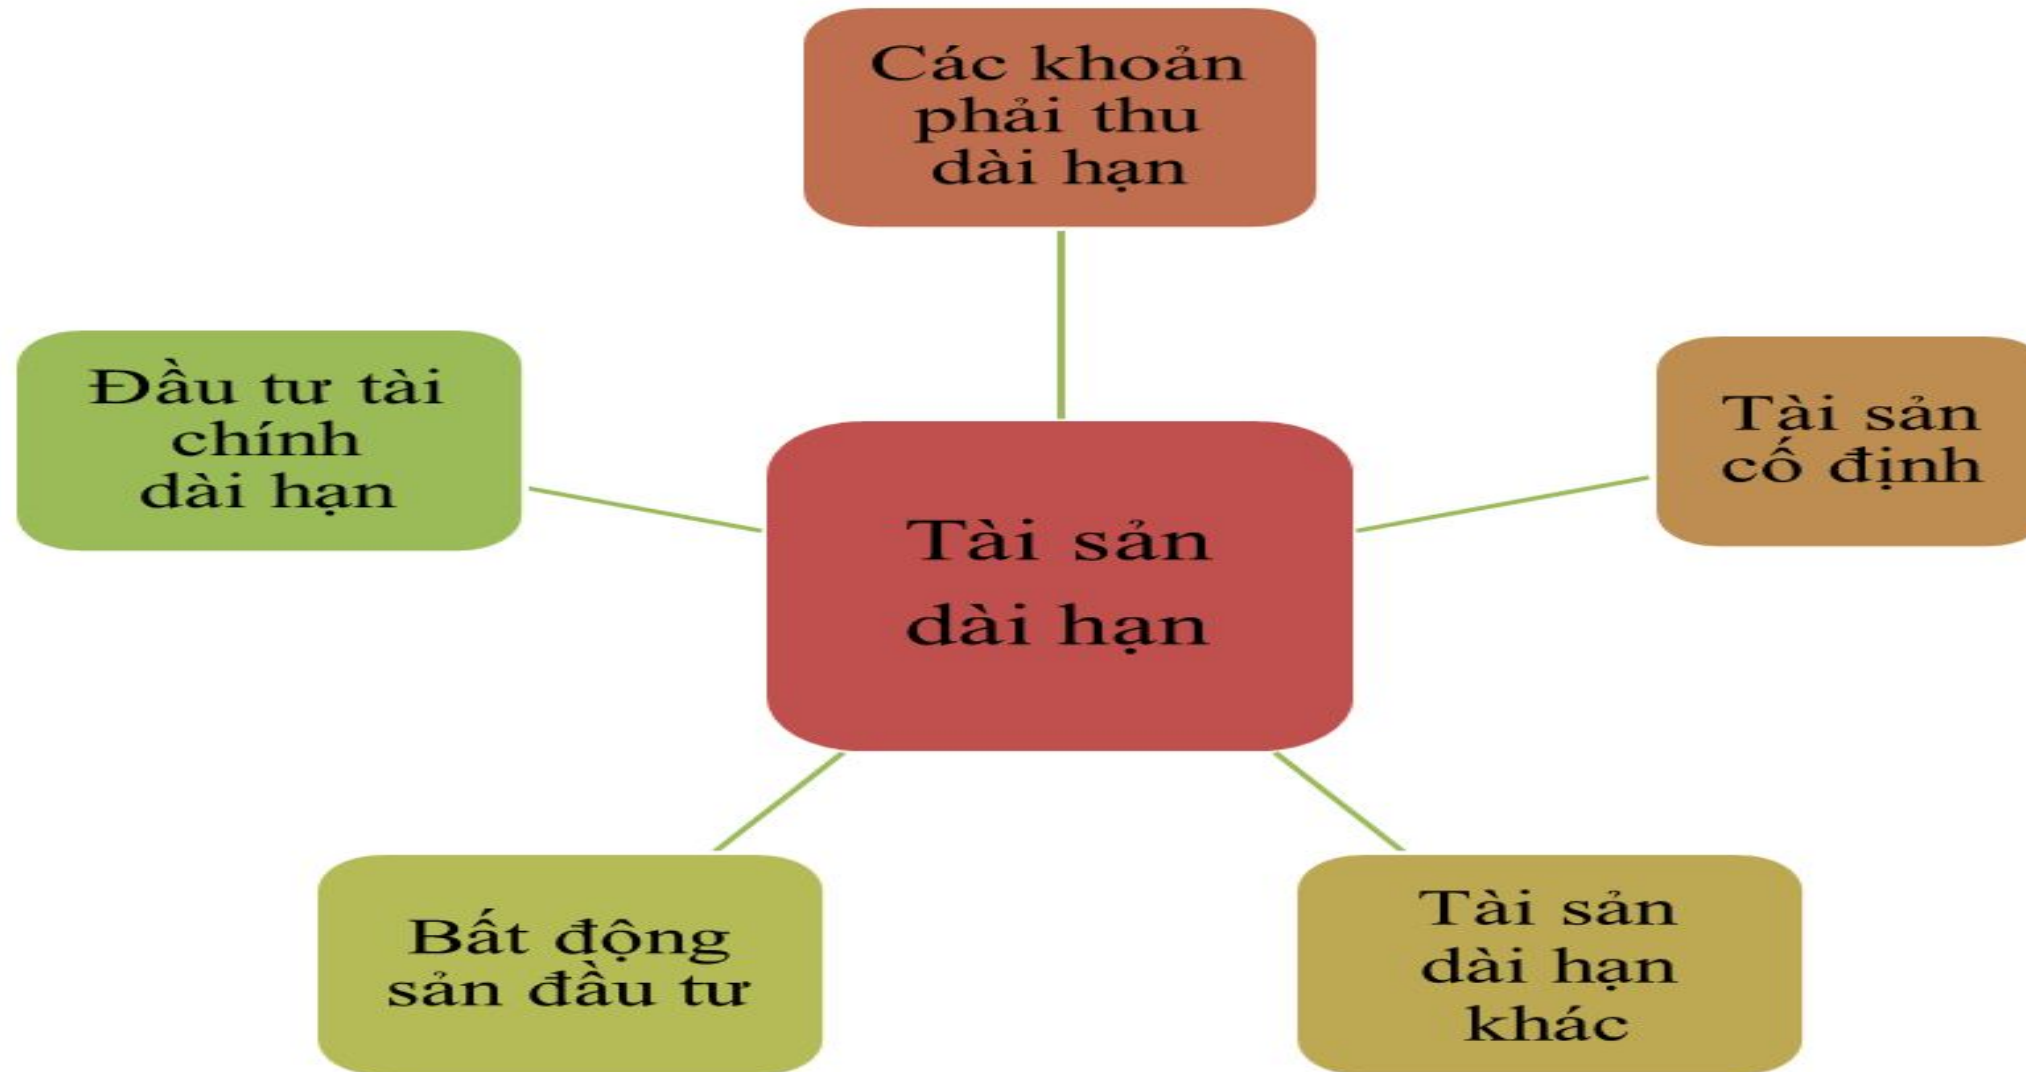 Các khoản
phải thu
dài hạn
Đầu tư tài
chính
dài hạn
Tài sản
cố định
Tài sản
dài hạn
Bất động
sản đầu tư
Tài sản
dài hạn
khác